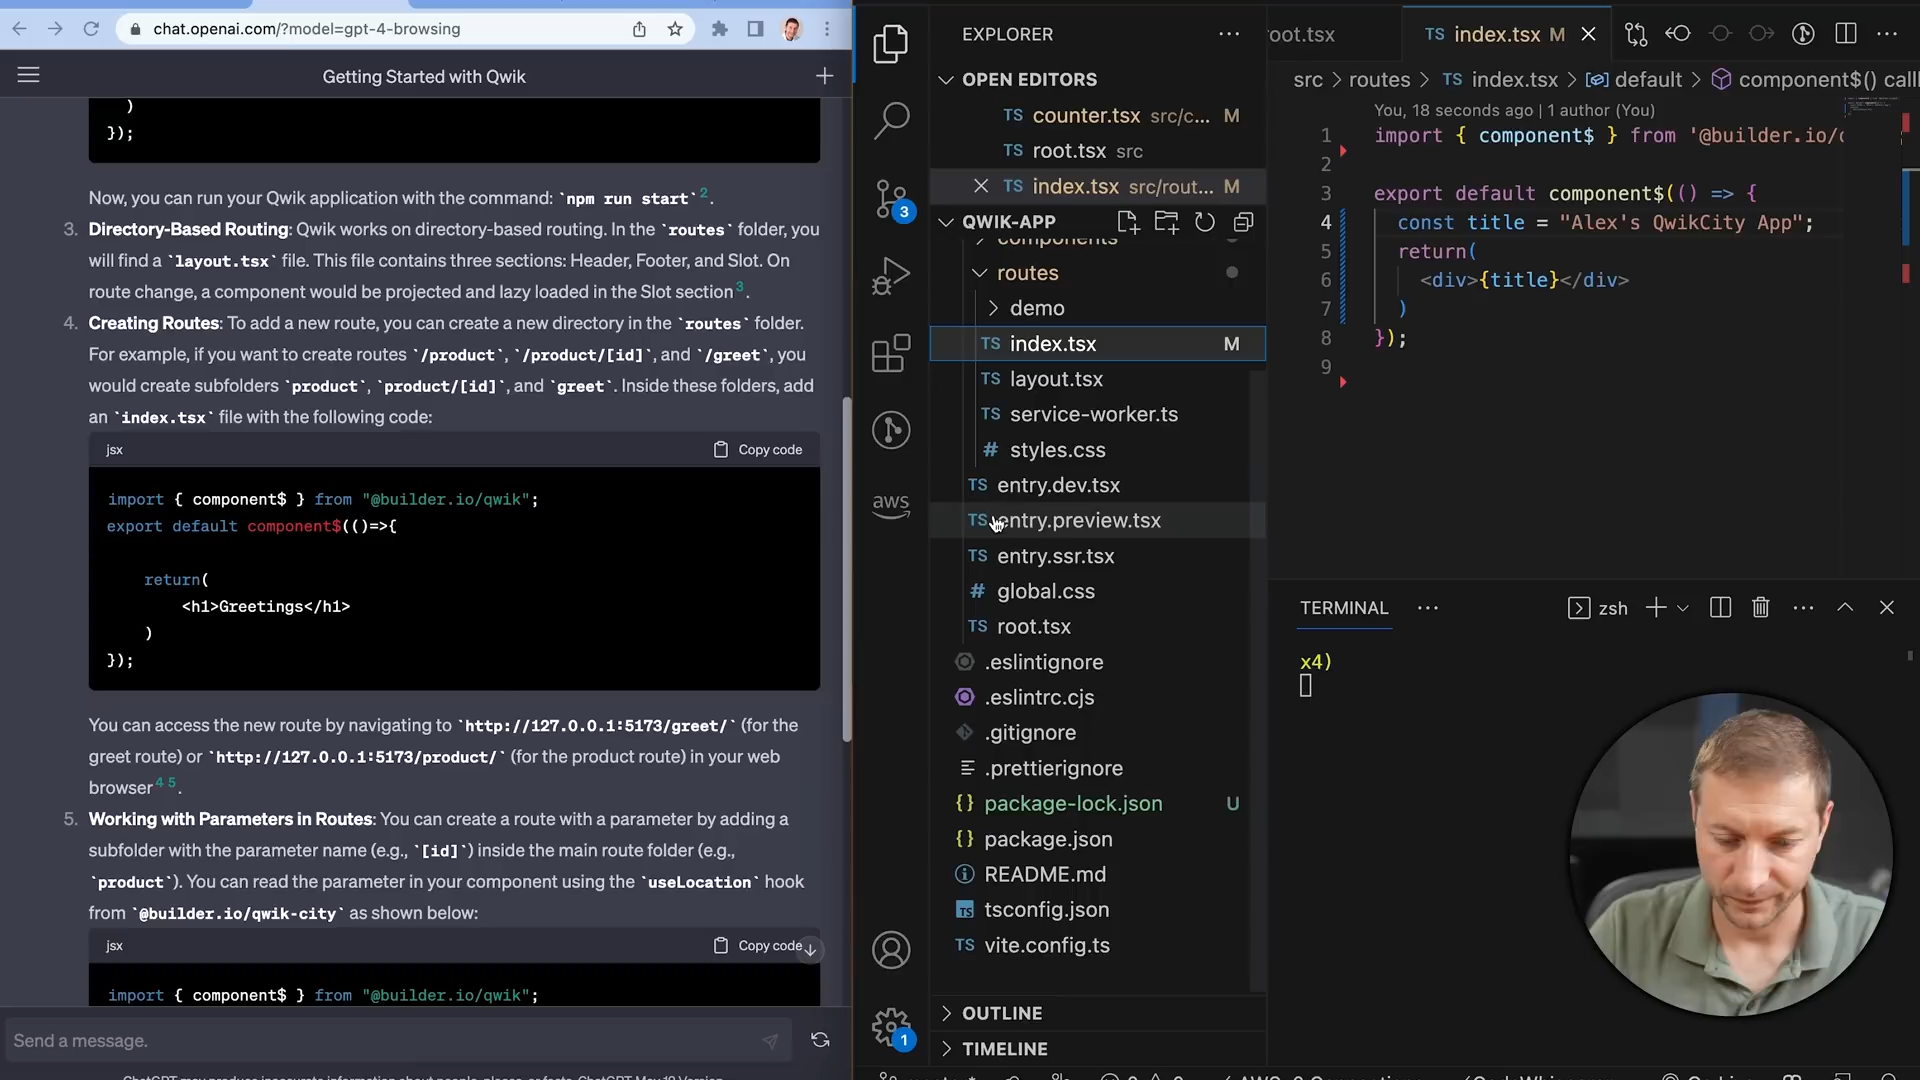 chat.openai.com/?model=gpt-4-browsing
Getting Started with Qwik
)
});
Now, you can run your Qwik application with the command: `npm run start` 2.
3. Directory-Based Routing: Qwik works on directory-based routing. In the `routes` folder, you
will find a `layout.tsx` file. This file contains three sections: Header, Footer, and Slot. On
route change, a component would be projected and lazy loaded in the Slot section 3.
4. Creating Routes: To add a new route, you can create a new directory in the `routes` folder.
For example, if you want to create routes `/product`, `/product/[id]`, and `/greet`, you
would create subfolders `product`, `product/[id]`, and `greet`. Inside these folders, add
an `index.tsx` file with the following code:
jsx
Copy code
import { component$ } from "@builder.io/qwik";
export default component$(()=>{
return(
<h1>Greetings</h1>
)
});
You can access the new route by navigating to `http://127.0.0.1:5173/greet/` (for the
greet route) or `http://127.0.0.1:5173/product/` (for the product route) in your web
browser 4 5.
5. Working with Parameters in Routes: You can create a route with a parameter by adding a
subfolder with the parameter name (e.g., `[id]`) inside the main route folder (e.g.,
`product`). You can read the parameter in your component using the `useLocation` hook
from `@builder.io/qwik-city` as shown below:
jsx
Copy code
import { component$ } from "@builder.io/qwik";
Send a message.
aws
3
1
EXPLORER
OPEN EDITORS
TS counter.tsx src/c... M
TS root.tsx src
TS index.tsx src/rout... M
QWIK-APP
components
routes
demo
TS index.tsx M
TS layout.tsx
TS service-worker.ts
# styles.css
TS entry.dev.tsx
TS entry.preview.tsx
TS entry.ssr.tsx
# global.css
TS root.tsx
.eslintignore
.eslintrc.cjs
.gitignore
.prettierignore
{} package-lock.json U
{} package.json
README.md
TS tsconfig.json
TS vite.config.ts
OUTLINE
TIMELINE
root.tsx
TS index.tsx M
src > routes > TS index.tsx > default > component$() call
You, 18 seconds ago | 1 author (You)
1 import { component$ } from '@builder.io/
2
3 export default component$(() => {
4 const title = "Alex's QwikCity App";
5 return(
6 <div>{title}</div>
7 )
8 });
9
TERMINAL
zsh
x4)